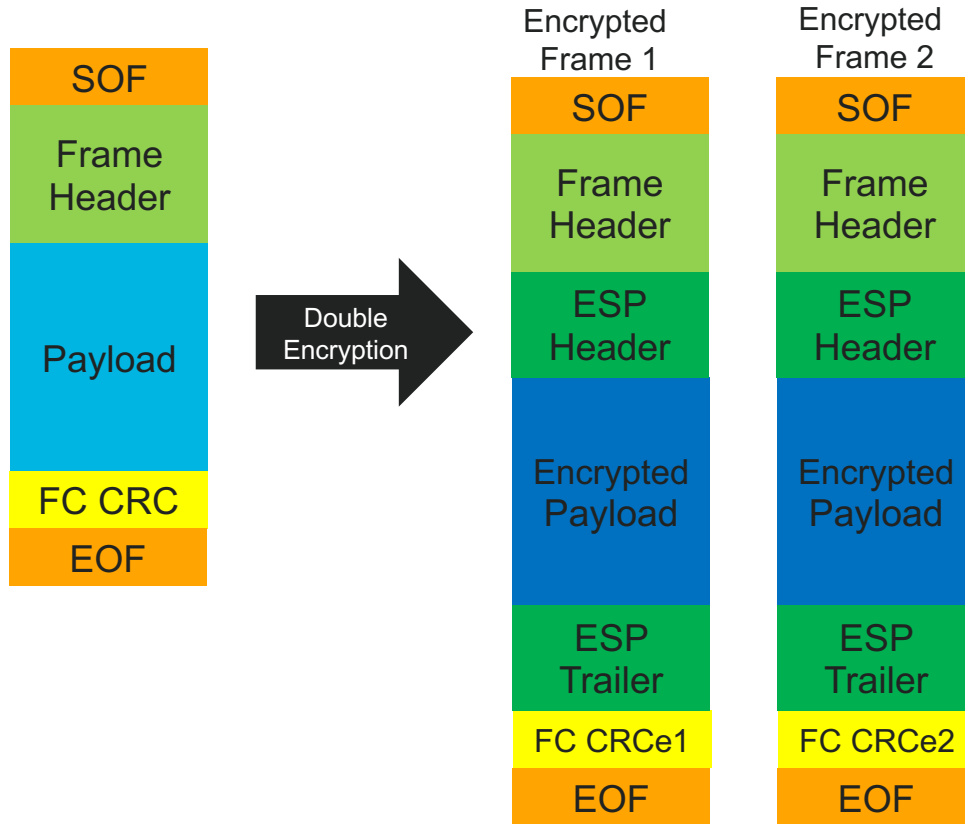 SOF
Frame
Header
Payload
FC CRC
EOF
Double
Encryption
Encrypted
Frame 1
SOF
Frame
Header
ESP
Header
Encrypted
Payload
ESP
Trailer
FC CRCe1
EOF
Encrypted
Frame 2
SOF
Frame
Header
ESP
Header
Encrypted
Payload
ESP
Trailer
FC CRCe2
EOF